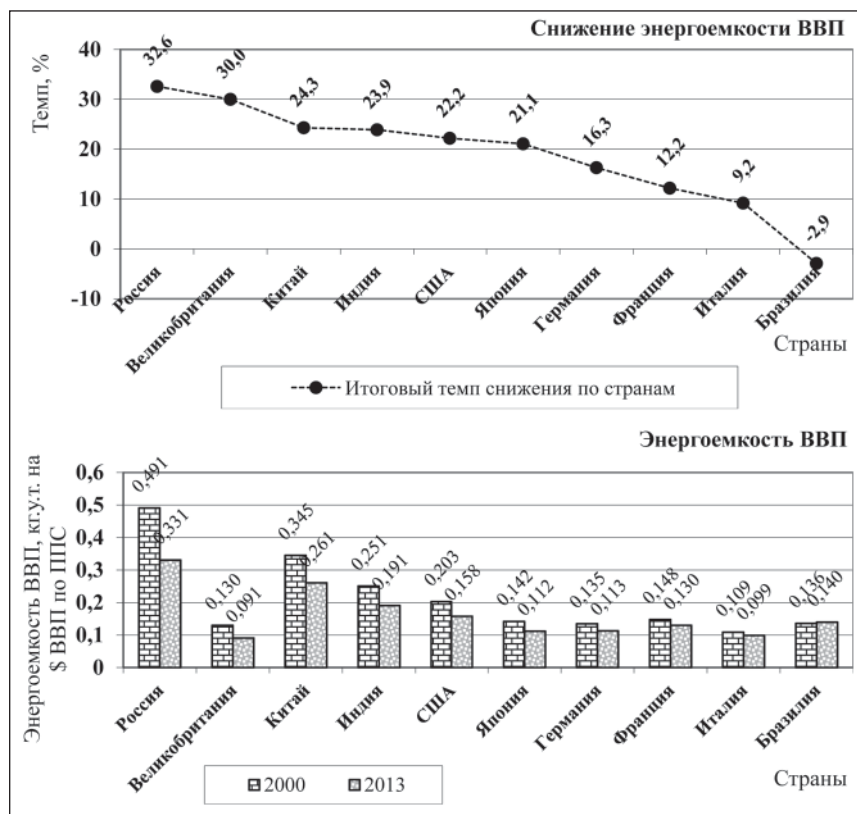 Снижение энергоемкости ВВП
Темп, %
40
30
20
10
0
-10
32,6
30,0
24,3
23,9
22,2
21,1
16,3
12,2
9,2
-2,9
Россия
Великобритания
Китай
Индия
США
Япония
Германия
Франция
Италия
Бразилия
Страны
Итоговый темп снижения по странам
Энергоемкость ВВП
Энергоемкость ВВП, кг.у.т. на
$ ВВП по ППС
0,6
0,5
0,4
0,3
0,2
0,1
0
0,491
0,331
0,130
0,091
0,345
0,261
0,251
0,191
0,203
0,158
0,142
0,112
0,135
0,113
0,148
0,130
0,109
0,099
0,136
0,140
Россия
Великобритания
Китай
Индия
США
Япония
Германия
Франция
Италия
Бразилия
Страны
2000
2013